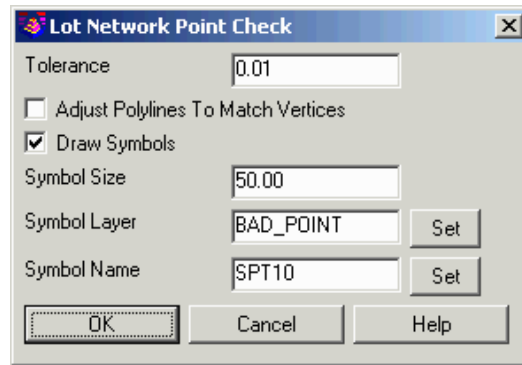 Lot Network Point Check
Tolerance 0.01
Adjust Polylines To Match Vertices
Draw Symbols
Symbol Size 50.00
Symbol Layer BAD_POINT Set
Symbol Name SPT10 Set
OK Cancel Help